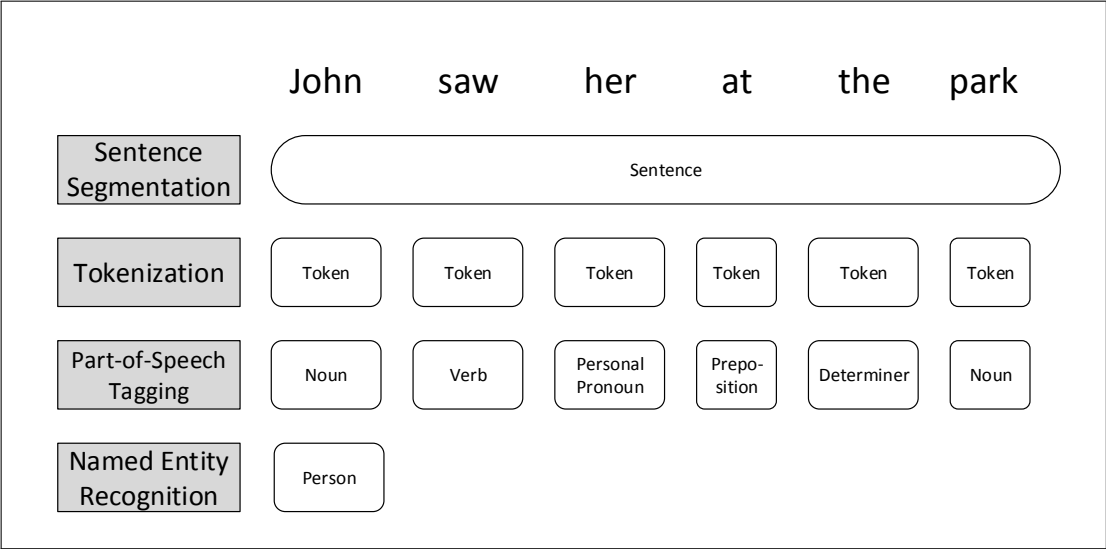 John saw her at the park
Sentence
Segmentation
Sentence
Tokenization
Token Token Token Token Token Token
Part-of-Speech
Tagging
Noun
Verb
Personal
Pronoun
Prepo-
sition
Determiner
Noun
Named Entity
Recognition
Person